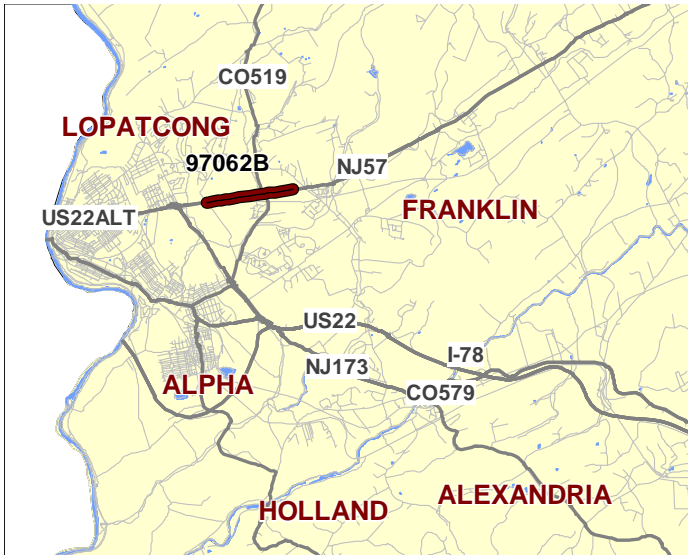 CO519
LOPATCONG
97062B
NJ57
FRANKLIN
US22ALT
US22
I-78
NJ173
CO579
ALPHA
ALEXANDRIA
HOLLAND